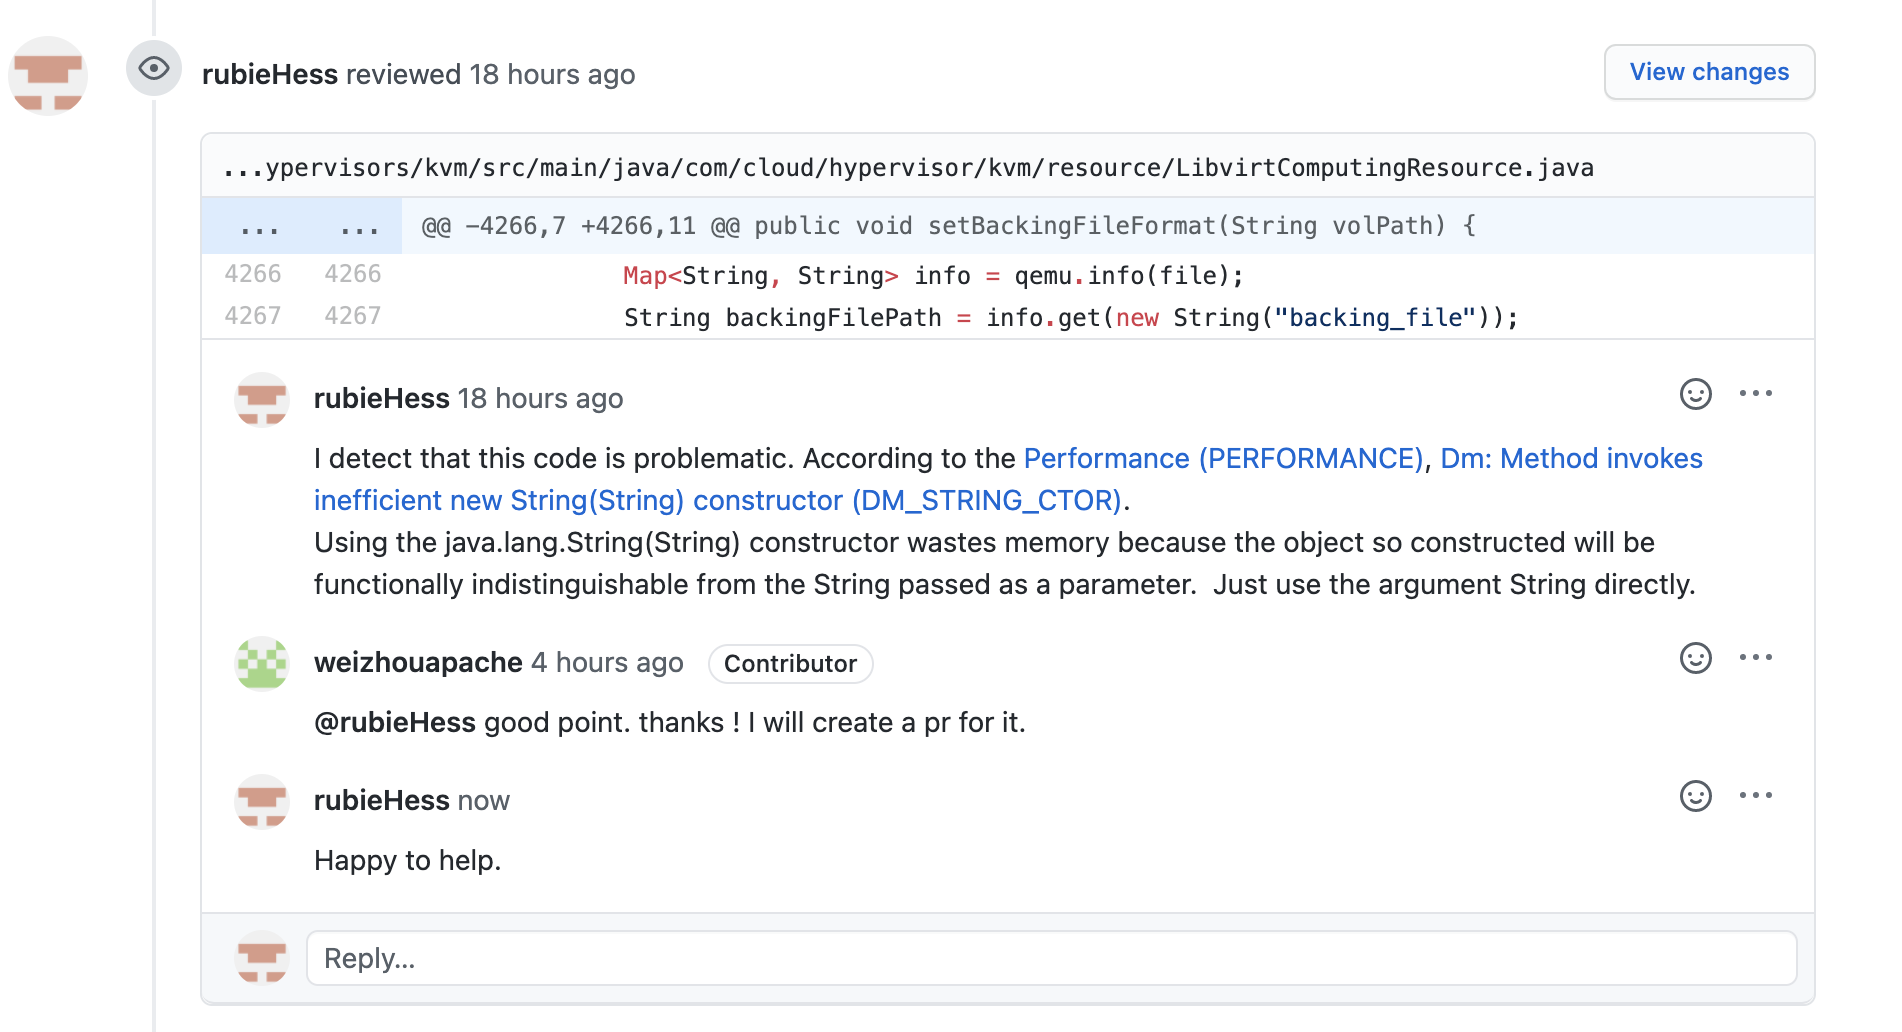 rubieHess reviewed 18 hours ago
View changes
...ypervisors/kvm/src/main/java/com/cloud/hypervisor/kvm/resource/LibvirtComputingResource.java
... ... @@ -4266,7 +4266,11 @@ public void setBackingFileFormat(String volPath) {
4266 4266 Map<String, String> info = qemu.info(file);
4267 4267 String backingFilePath = info.get(new String("backing_file"));
rubieHess 18 hours ago
I detect that this code is problematic. According to the Performance (PERFORMANCE), Dm: Method invokes
inefficient new String(String) constructor (DM_STRING_CTOR).
Using the java.lang.String(String) constructor wastes memory because the object so constructed will be
functionally indistinguishable from the String passed as a parameter.  Just use the argument String directly.
weizhouapache 4 hours ago Contributor
@rubieHess good point. thanks ! I will create a pr for it.
rubieHess now
Happy to help.
Reply...